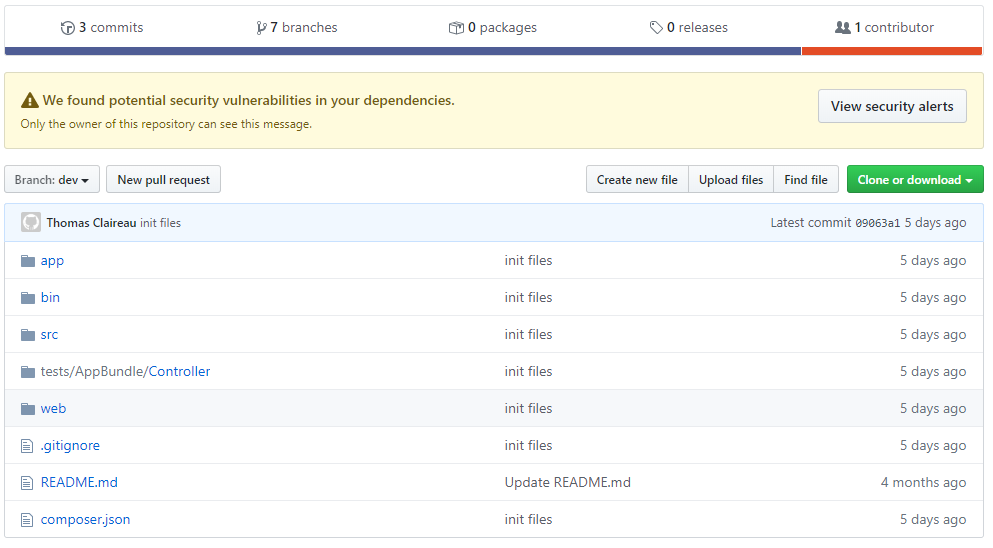 3 commits 7 branches 0 packages 0 releases 1 contributor
We found potential security vulnerabilities in your dependencies.
Only the owner of this repository can see this message.
View security alerts
Branch: dev New pull request Create new file Upload files Find file Clone or download
Thomas Claireau init files Latest commit 09063a1 5 days ago
app init files 5 days ago
bin init files 5 days ago
src init files 5 days ago
tests/AppBundle/Controller init files 5 days ago
web init files 5 days ago
.gitignore init files 5 days ago
README.md Update README.md 4 months ago
composer.json init files 5 days ago